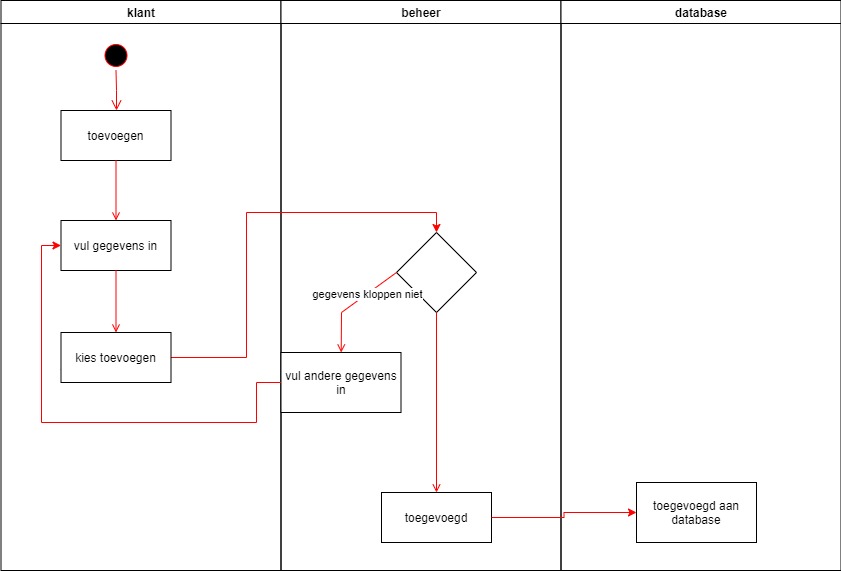 klant
beheer
database
toevoegen
vul gegevens in
gegevens kloppen niet
kies toevoegen
vul andere gegevens
in
toegevoegd
toegevoegd aan
database